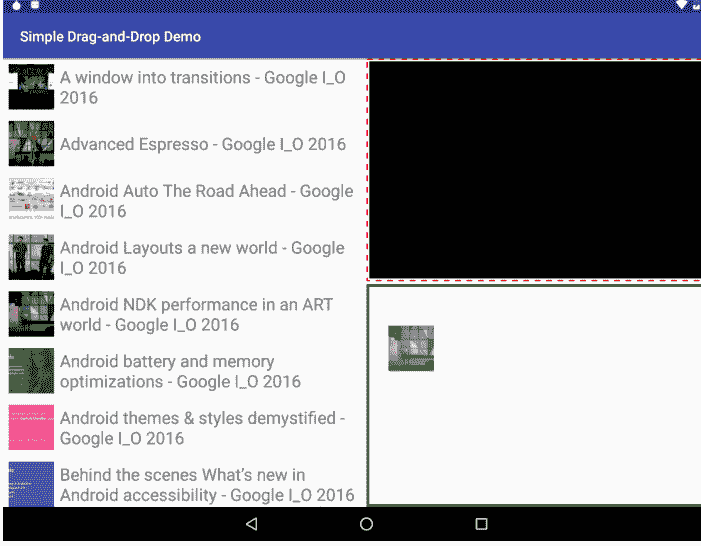 Simple Drag-and-Drop Demo
A window into transitions - Google I_O
2016
Advanced Espresso - Google I_O 2016
Android Auto The Road Ahead - Google
I_O 2016
Android Layouts a new world - Google
I_O 2016
Android NDK performance in an ART
world - Google I_O 2016
Android battery and memory
optimizations - Google I_O 2016
Android themes & styles demystified -
Google I_O 2016
Behind the scenes What's new in
Android accessibility - Google I_O 2016